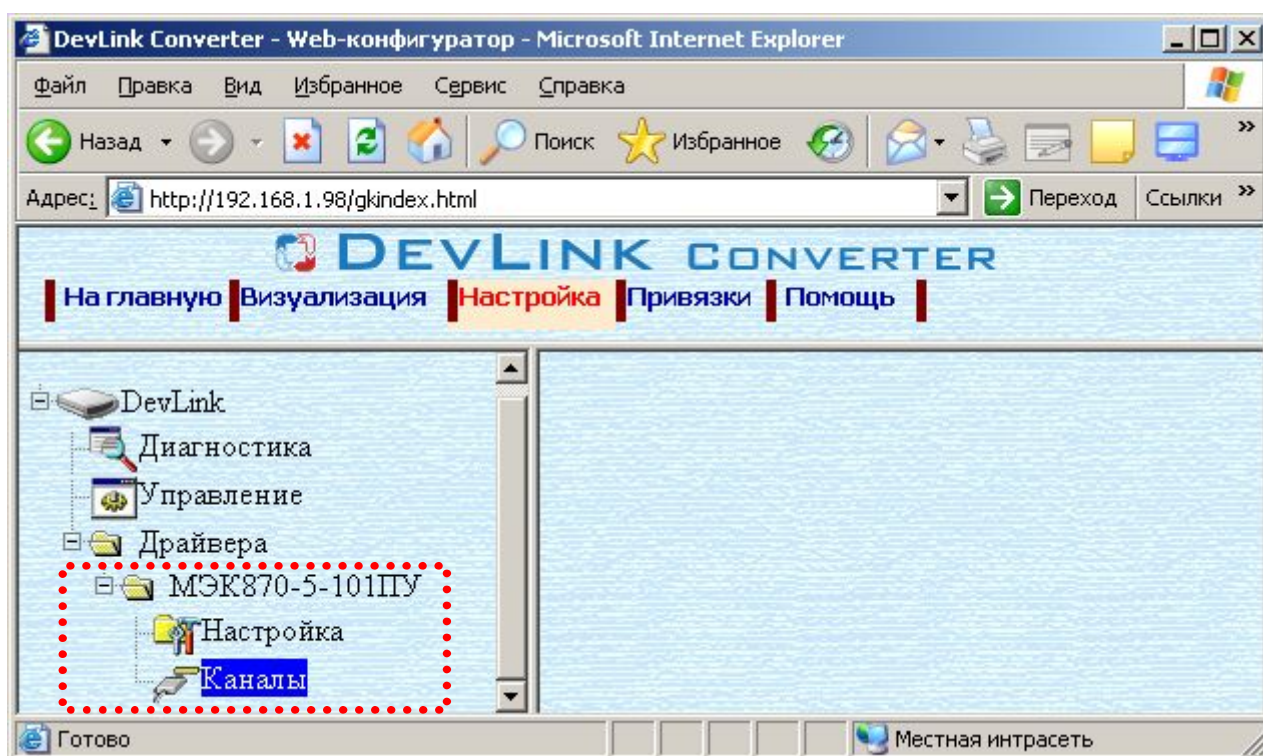 DevLink Converter - Web-конфигуратор - Microsoft Internet Explorer
Файл Правка Вид Избранное Сервис Справка
Назад Поиск Избранное »
Адрес: http://192.168.1.98/gkindex.html Переход Ссылки »
DEVLINK CONVERTER
На главную Визуализация Настройка Привязки Помощь
DevLink
Диагностика
Управление
Драйвера
МЭК870-5-101ПУ
Настройка
Каналы
Готово Местная интрасеть